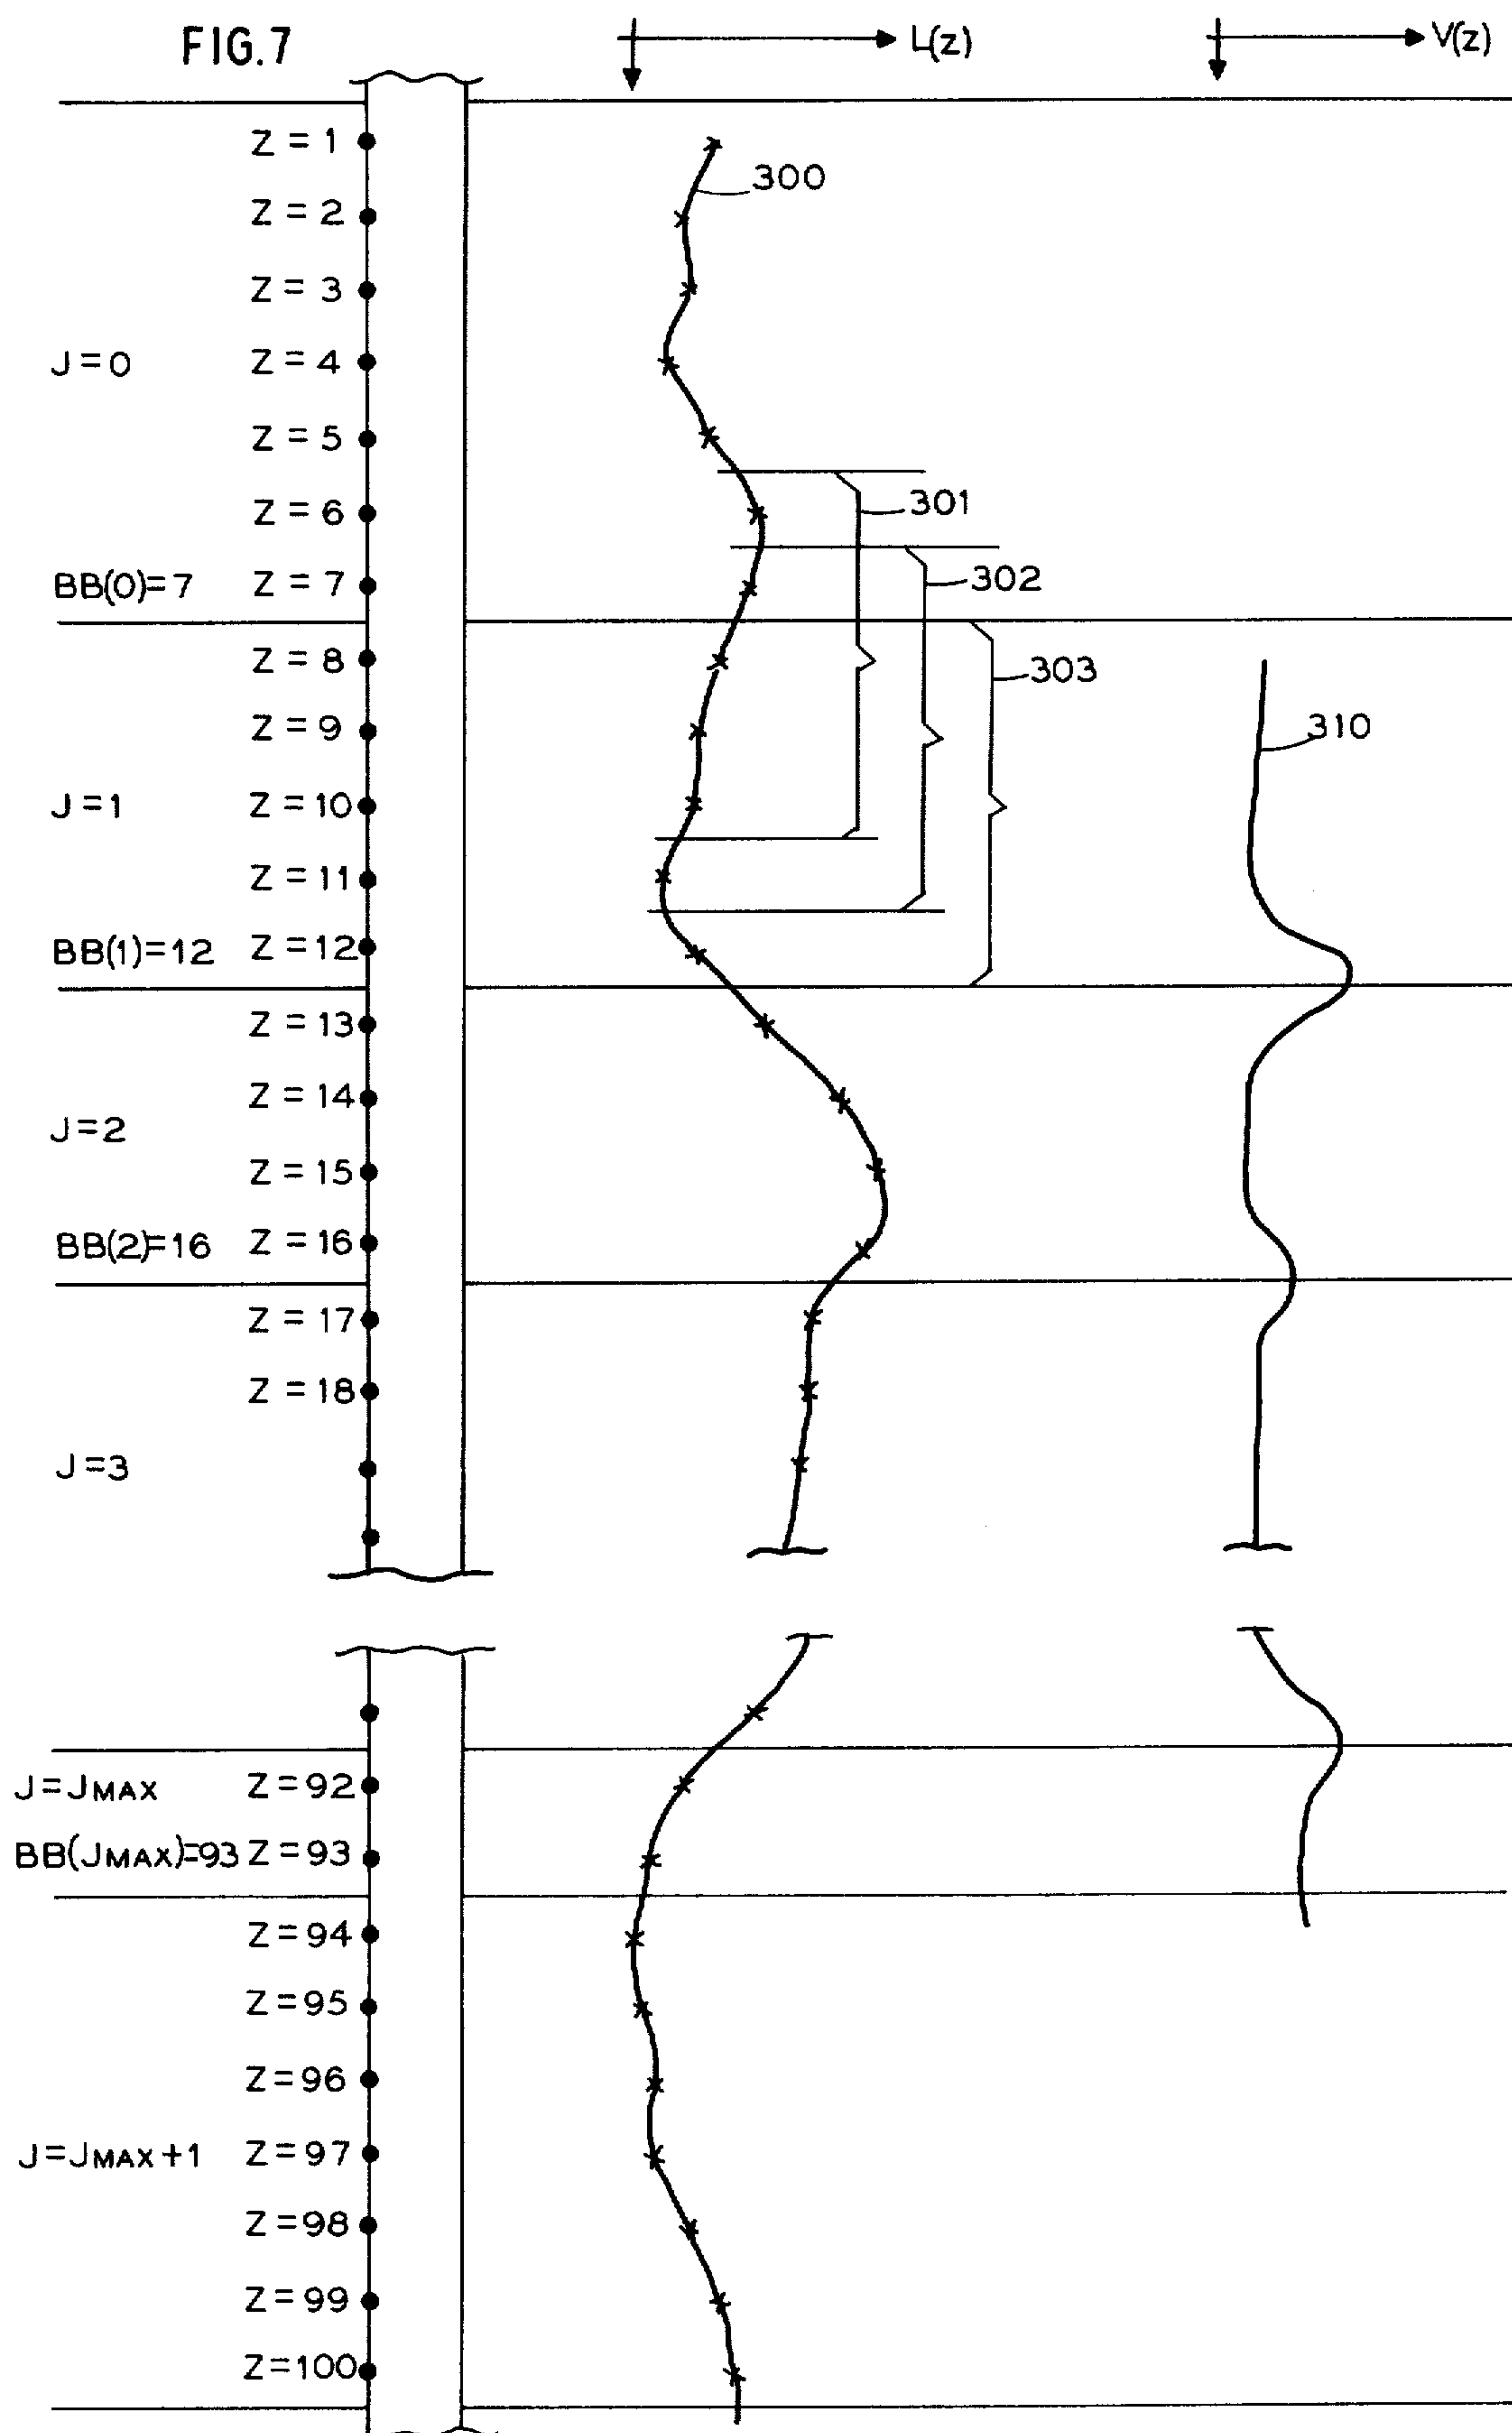 FIG.7
L(z)
V(z)
Z = 1
300
Z = 2
Z = 3
J=0
Z = 4
Z = 5
Z = 6
301
BB(0)=7
Z = 7
302
Z = 8
303
Z = 9
310
J=1
Z = 10
Z = 11
BB(1)=12
Z = 12
Z = 13
Z = 14
J=2
Z = 15
BB(2)=16
Z = 16
Z = 17
Z = 18
J=3
J=JMAX
Z=92
BB(JMAX)=93
Z=93
Z=94
Z=95
Z=96
J=JMAX+1
Z=97
Z=98
Z=99
Z=100